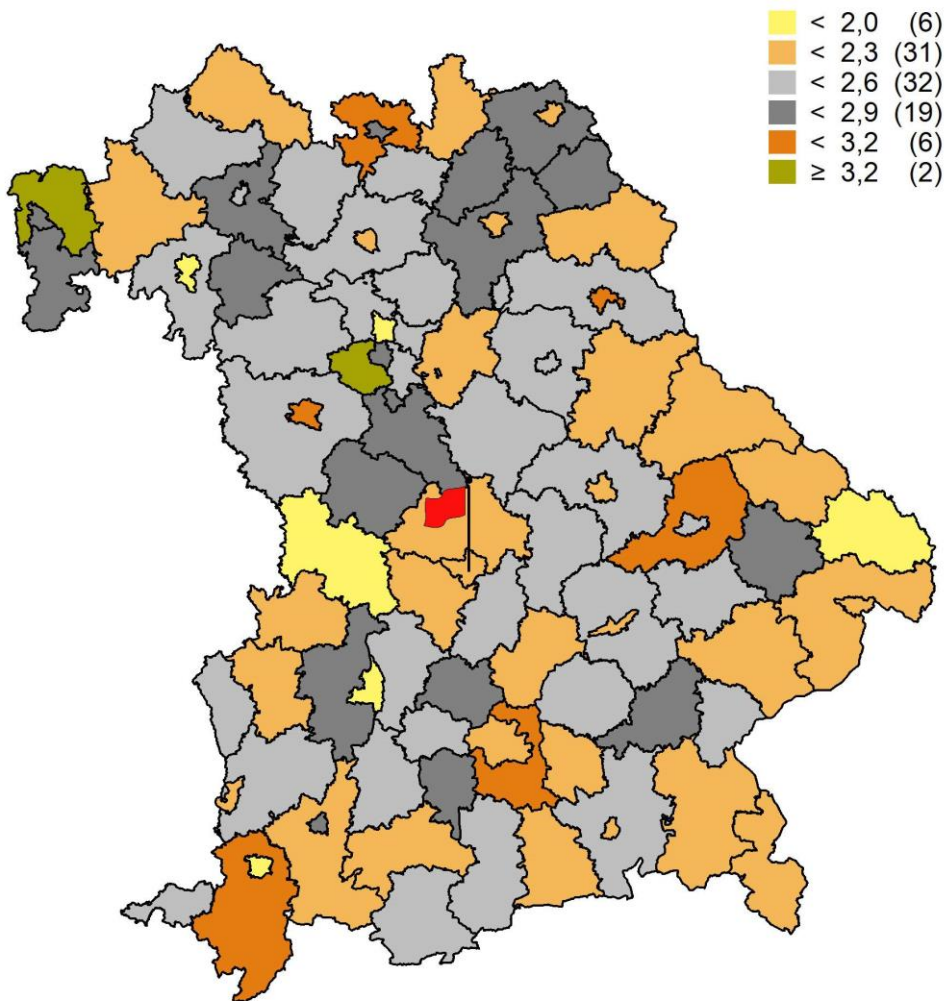 < 2,0 (6)
< 2,3 (31)
< 2,6 (32)
< 2,9 (19)
< 3,2 (6)
≥ 3,2 (2)